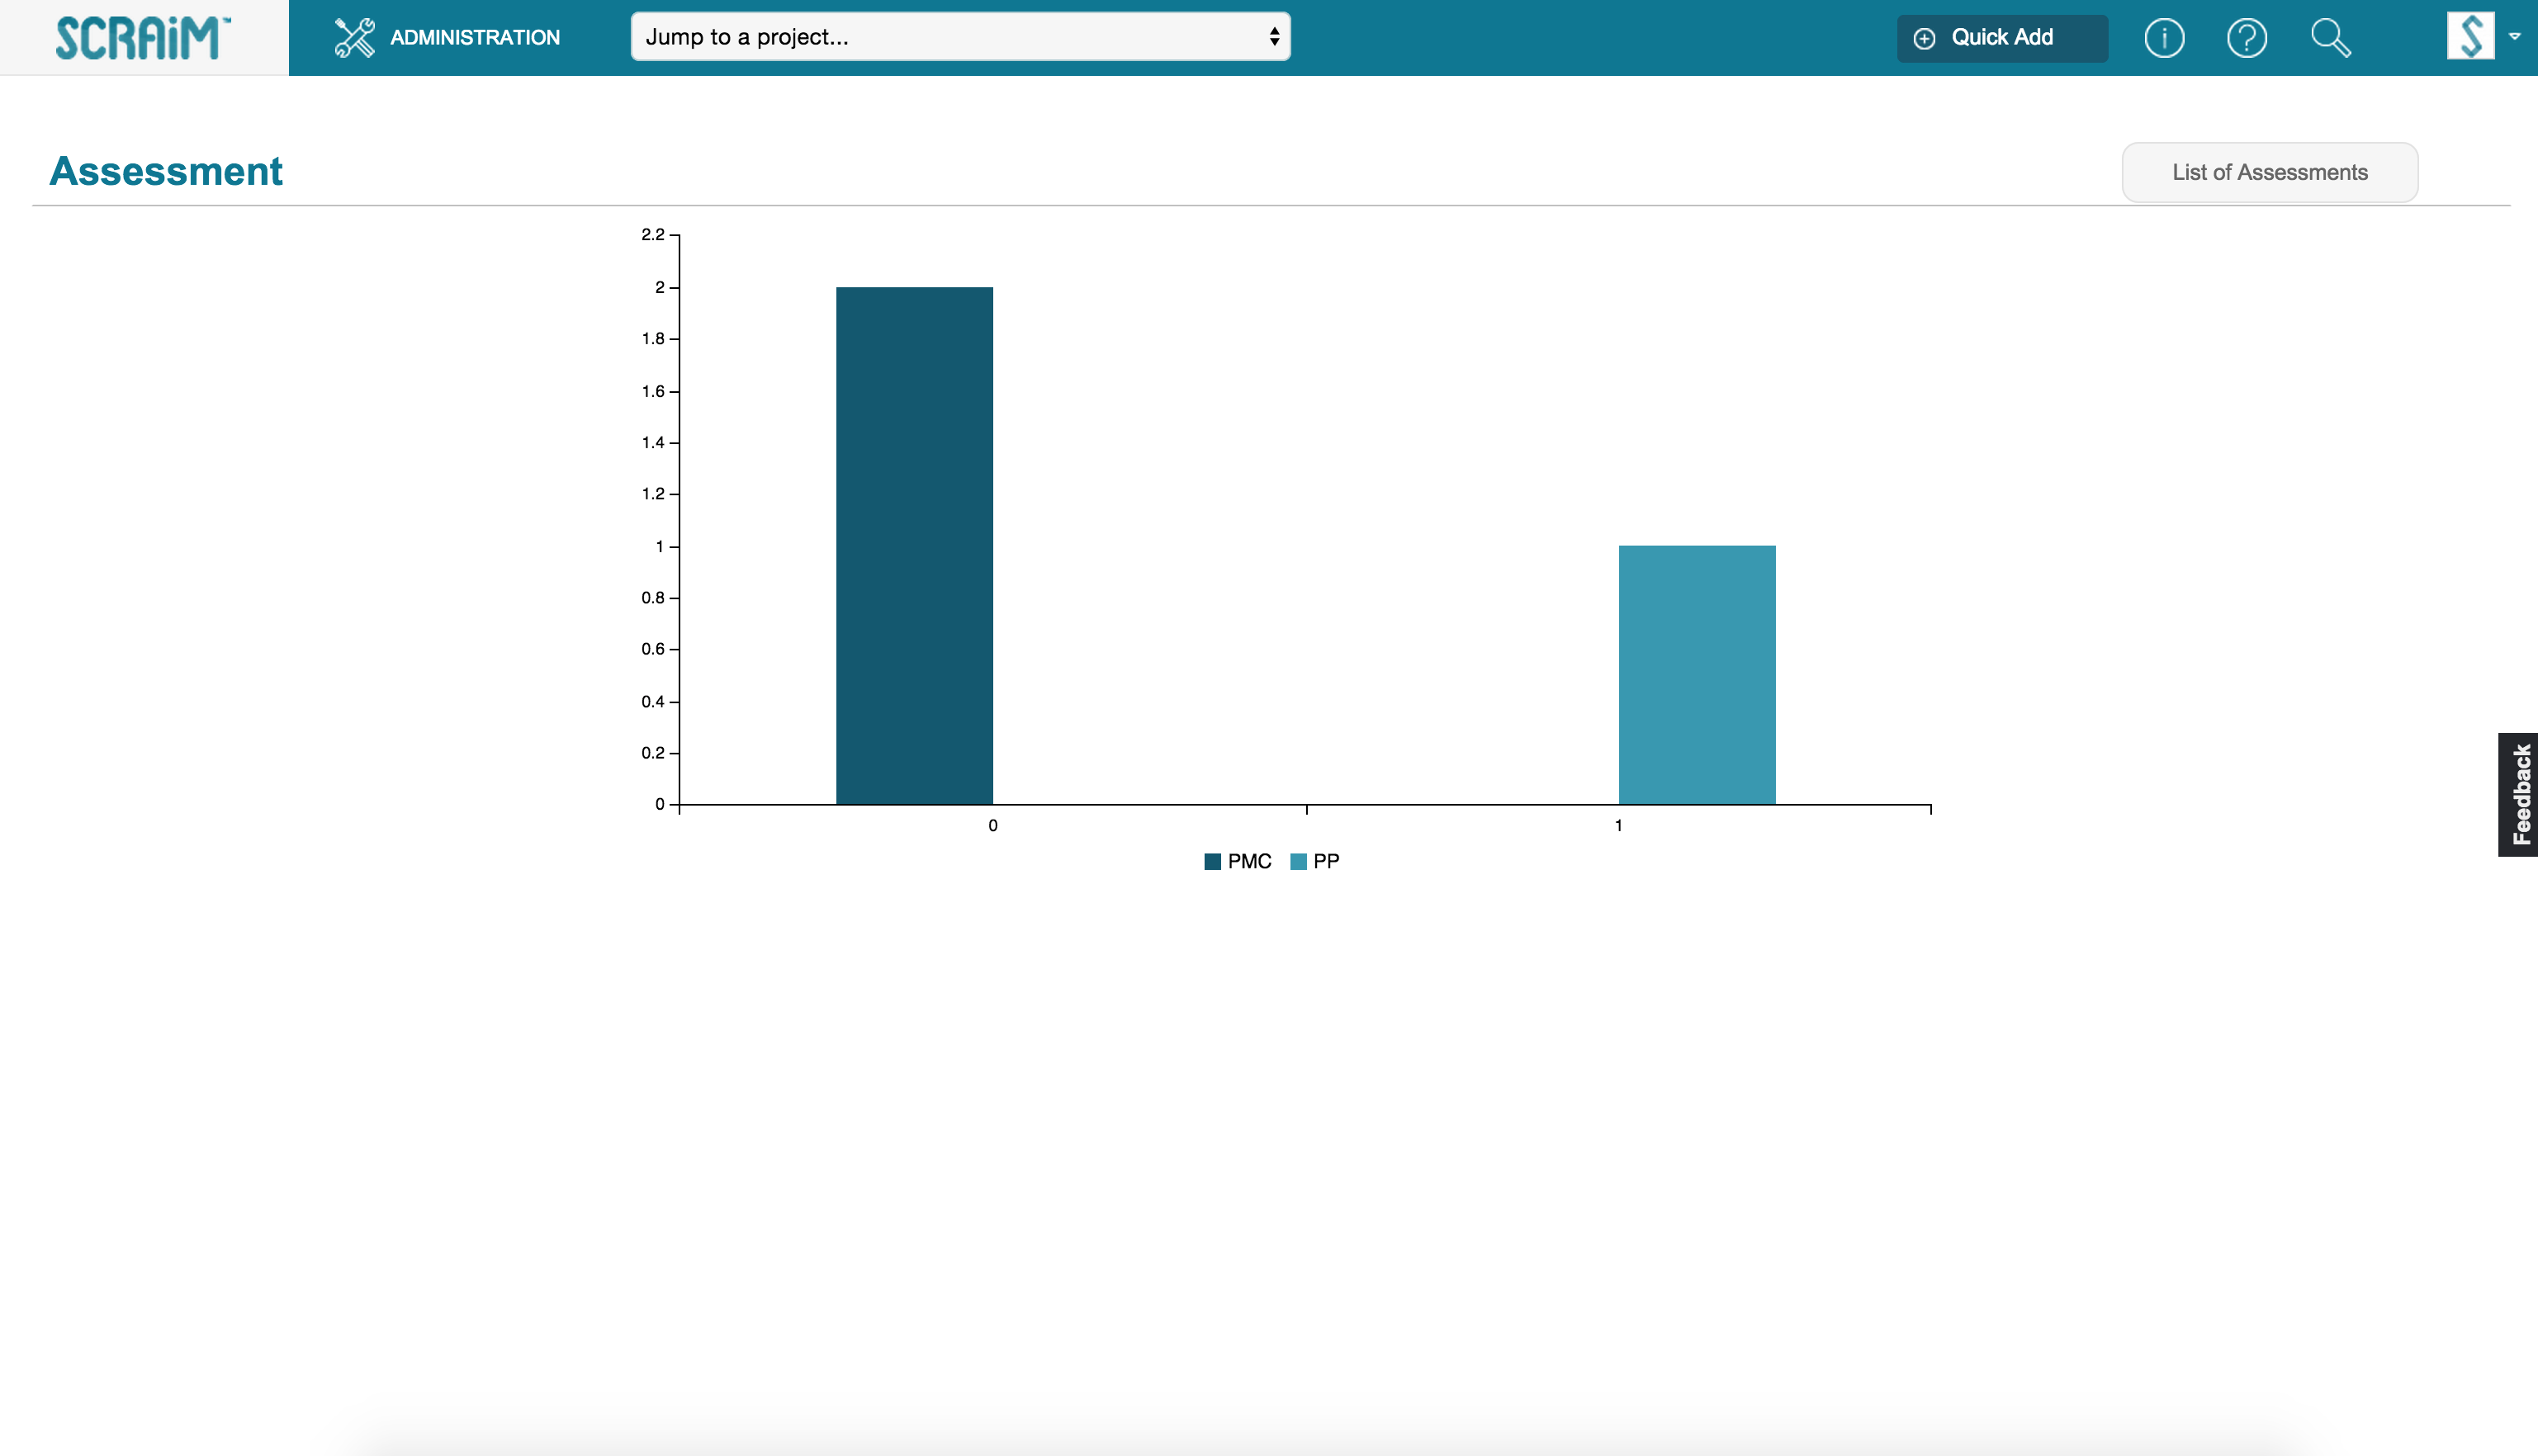 SCRAiM™
ADMINISTRATION
Jump to a project...
Quick Add
Assessment
List of Assessments
2.2
2
1.8
1.6
1.4
1.2
1
0.8
0.6
0.4
0.2
0
0
1
PMC
PP
Feedback